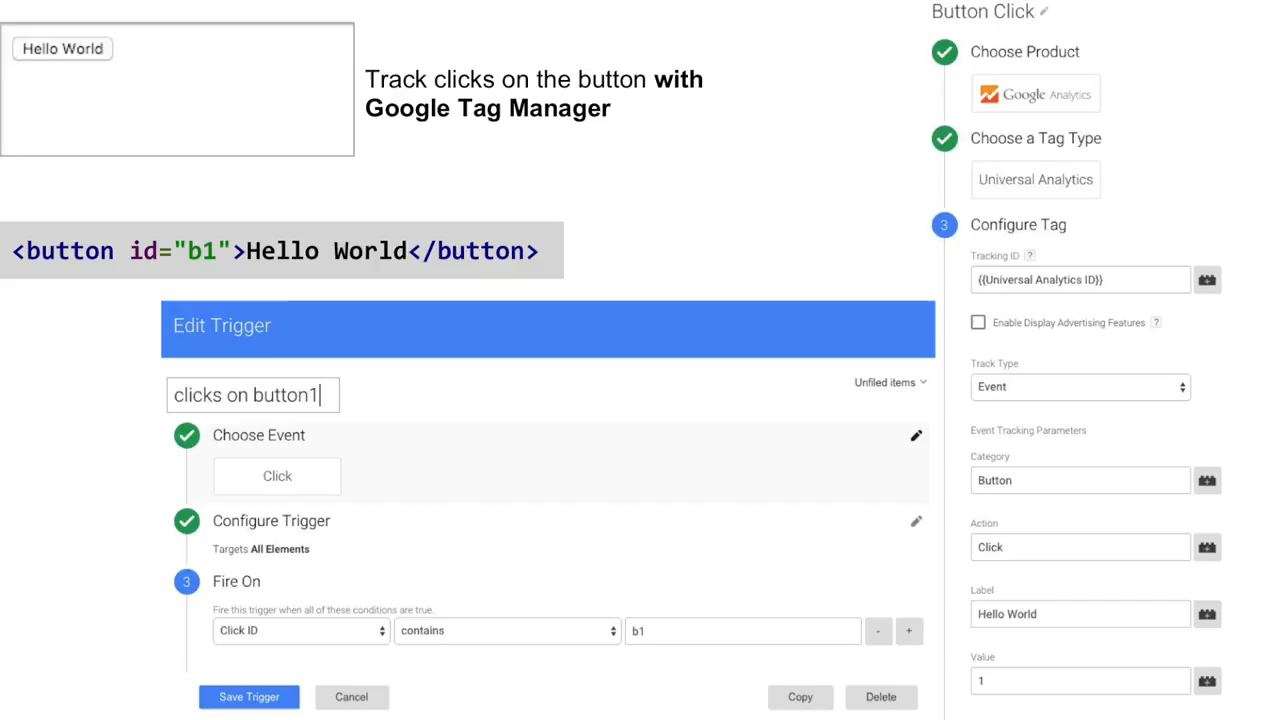 Hello World
Track clicks on the button with
Google Tag Manager
<button id="b1">Hello World</button>
Edit Trigger
clicks on button1
Unfiled items
Choose Event
Click
Configure Trigger
Targets All Elements
3
Fire On
Fire this trigger when all of these conditions are true.
Click ID
contains
b1
-
+
Save Trigger
Cancel
Copy
Delete
Button Click
Choose Product
Google Analytics
Choose a Tag Type
Universal Analytics
3
Configure Tag
Tracking ID ?
{{Universal Analytics ID}}
Enable Display Advertising Features ?
Track Type
Event
Event Tracking Parameters
Category
Button
Action
Click
Label
Hello World
Value
1